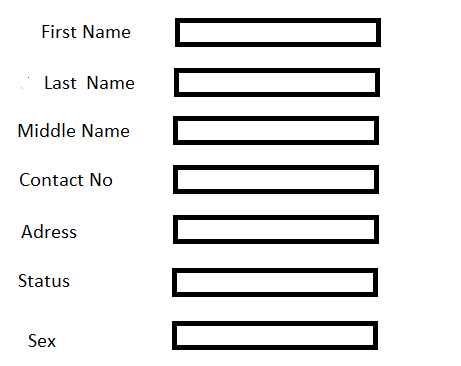 First Name
Last Name
Middle Name
Contact No
Adress
Status
Sex